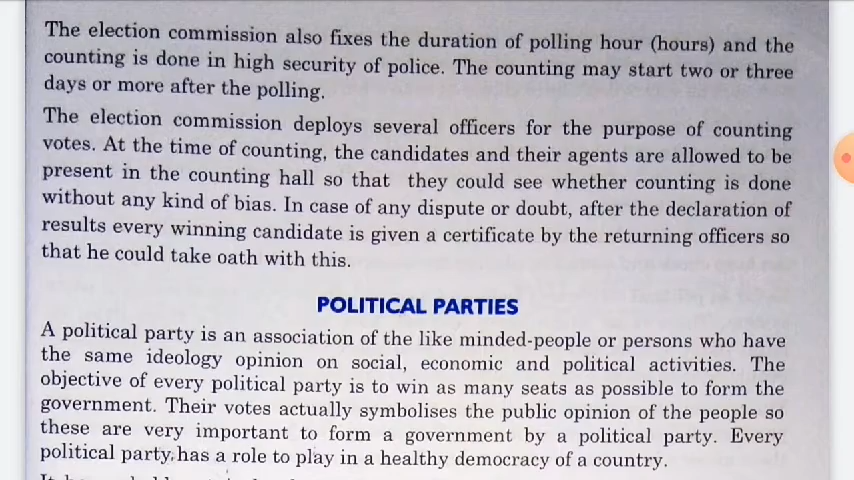 The election commission also fixes the duration of polling hour (hours) and the
counting is done in high security of police. The counting may start two or three
days or more after the polling.
The election commission deploys several officers for the purpose of counting
votes. At the time of counting, the candidates and their agents are allowed to be
present in the counting hall so that they could see whether counting is done
without any kind of bias. In case of any dispute or doubt, after the declaration of
results every winning candidate is given a certificate by the returning officers so
that he could take oath with this.
POLITICAL PARTIES
A political party is an association of the like minded-people or persons who have
the same ideology opinion on social, economic and political activities. The
objective of every political party is to win as many seats as possible to form the
government. Their votes actually symbolises the public opinion of the people so
these are very important to form a government by a political party. Every
political party has a role to play in a healthy democracy of a country.